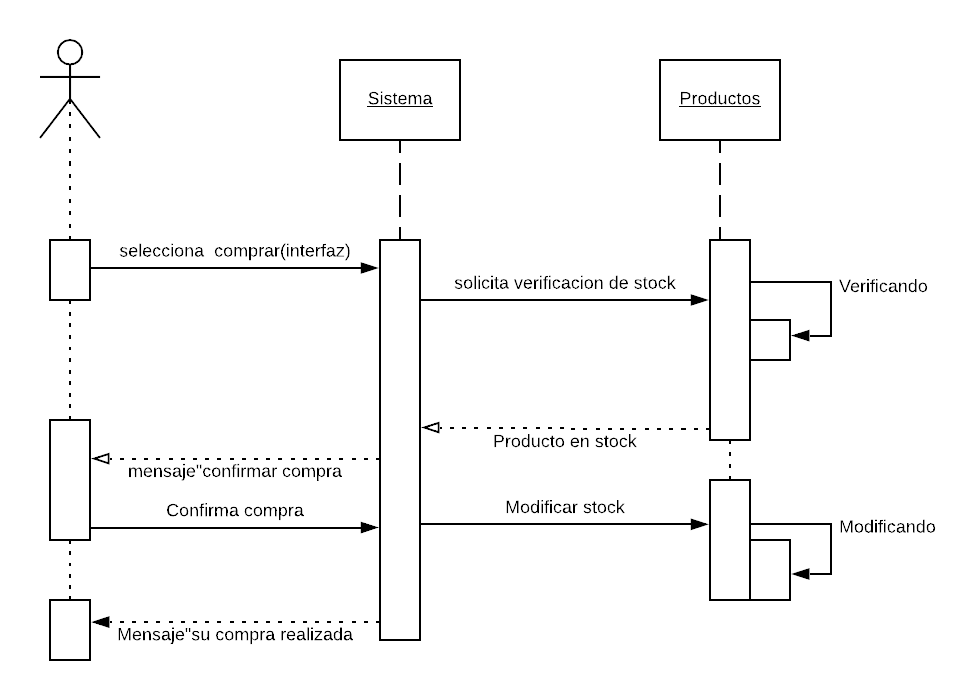 Sistema
Productos
selecciona  comprar(interfaz)
solicita verificacion de stock
Verificando
Producto en stock
mensaje"confirmar compra
Confirma compra
Modificar stock
Modificando
Mensaje"su compra realizada